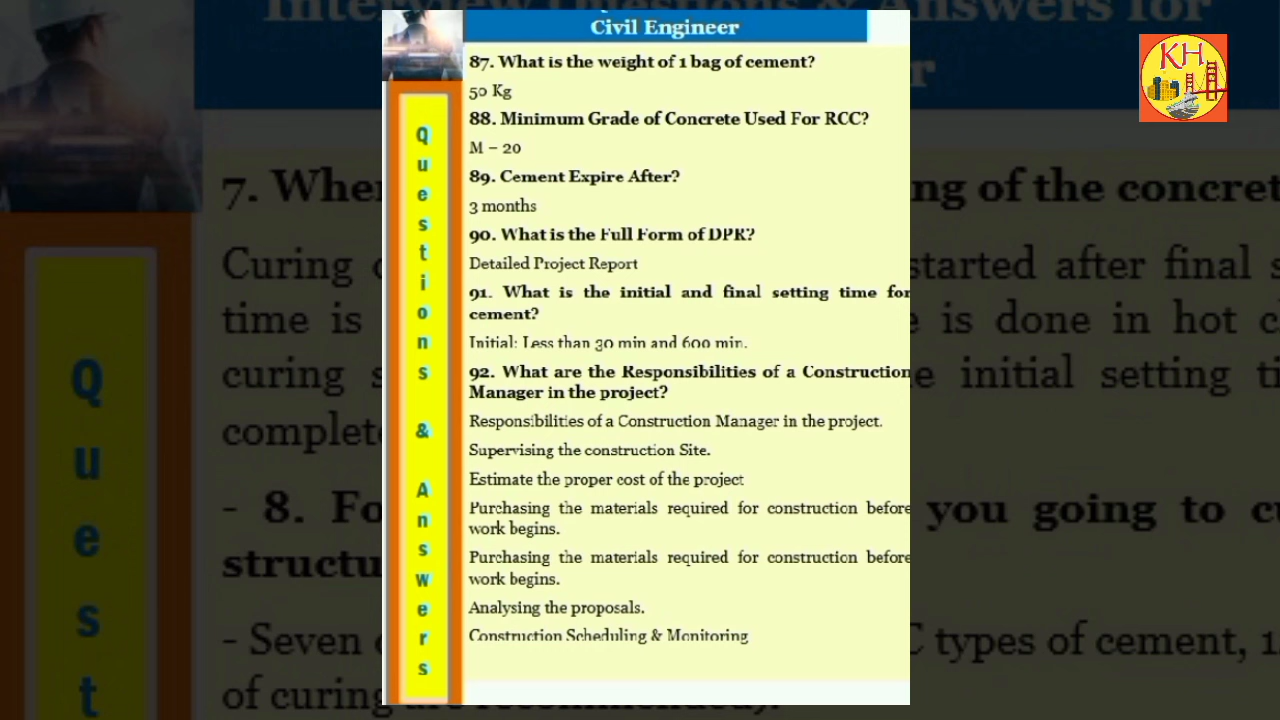 Interview Questions & Answers for
Civil Engineer
KH
87. What is the weight of 1 bag of cement?
50 Kg
88. Minimum Grade of Concrete Used For RCC?
M – 20
89. Cement Expire After?
3 months
90. What is the Full Form of DPR?
Detailed Project Report
91. What is the initial and final setting time for
cement?
Initial: Less than 30 min and 600 min.
92. What are the Responsibilities of a Construction
Manager in the project?
Responsibilities of a Construction Manager in the project.
Supervising the construction Site.
Estimate the proper cost of the project
Purchasing the materials required for construction before
work begins.
Purchasing the materials required for construction before
work begins.
Analysing the proposals.
Construction Scheduling & Monitoring
Questions & Answers
7. ng of the concret
Curing started after final
time is is done in hot
curing initial setting
- 8. you going to
- Seven types of cement,
of curing
Quest